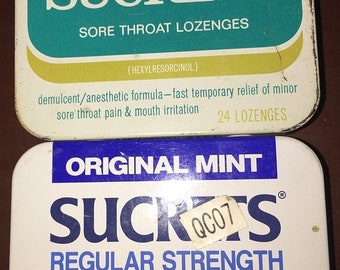 SUCRETS
SORE THROAT LOZENGES
(HEXYLRESORCINOL)
demulcent/anesthetic formula—fast temporary relief of minor
sore throat pain & mouth irritation
24 LOZENGES
ORIGINAL MINT
SUCRETS®
QC07
REGULAR STRENGTH